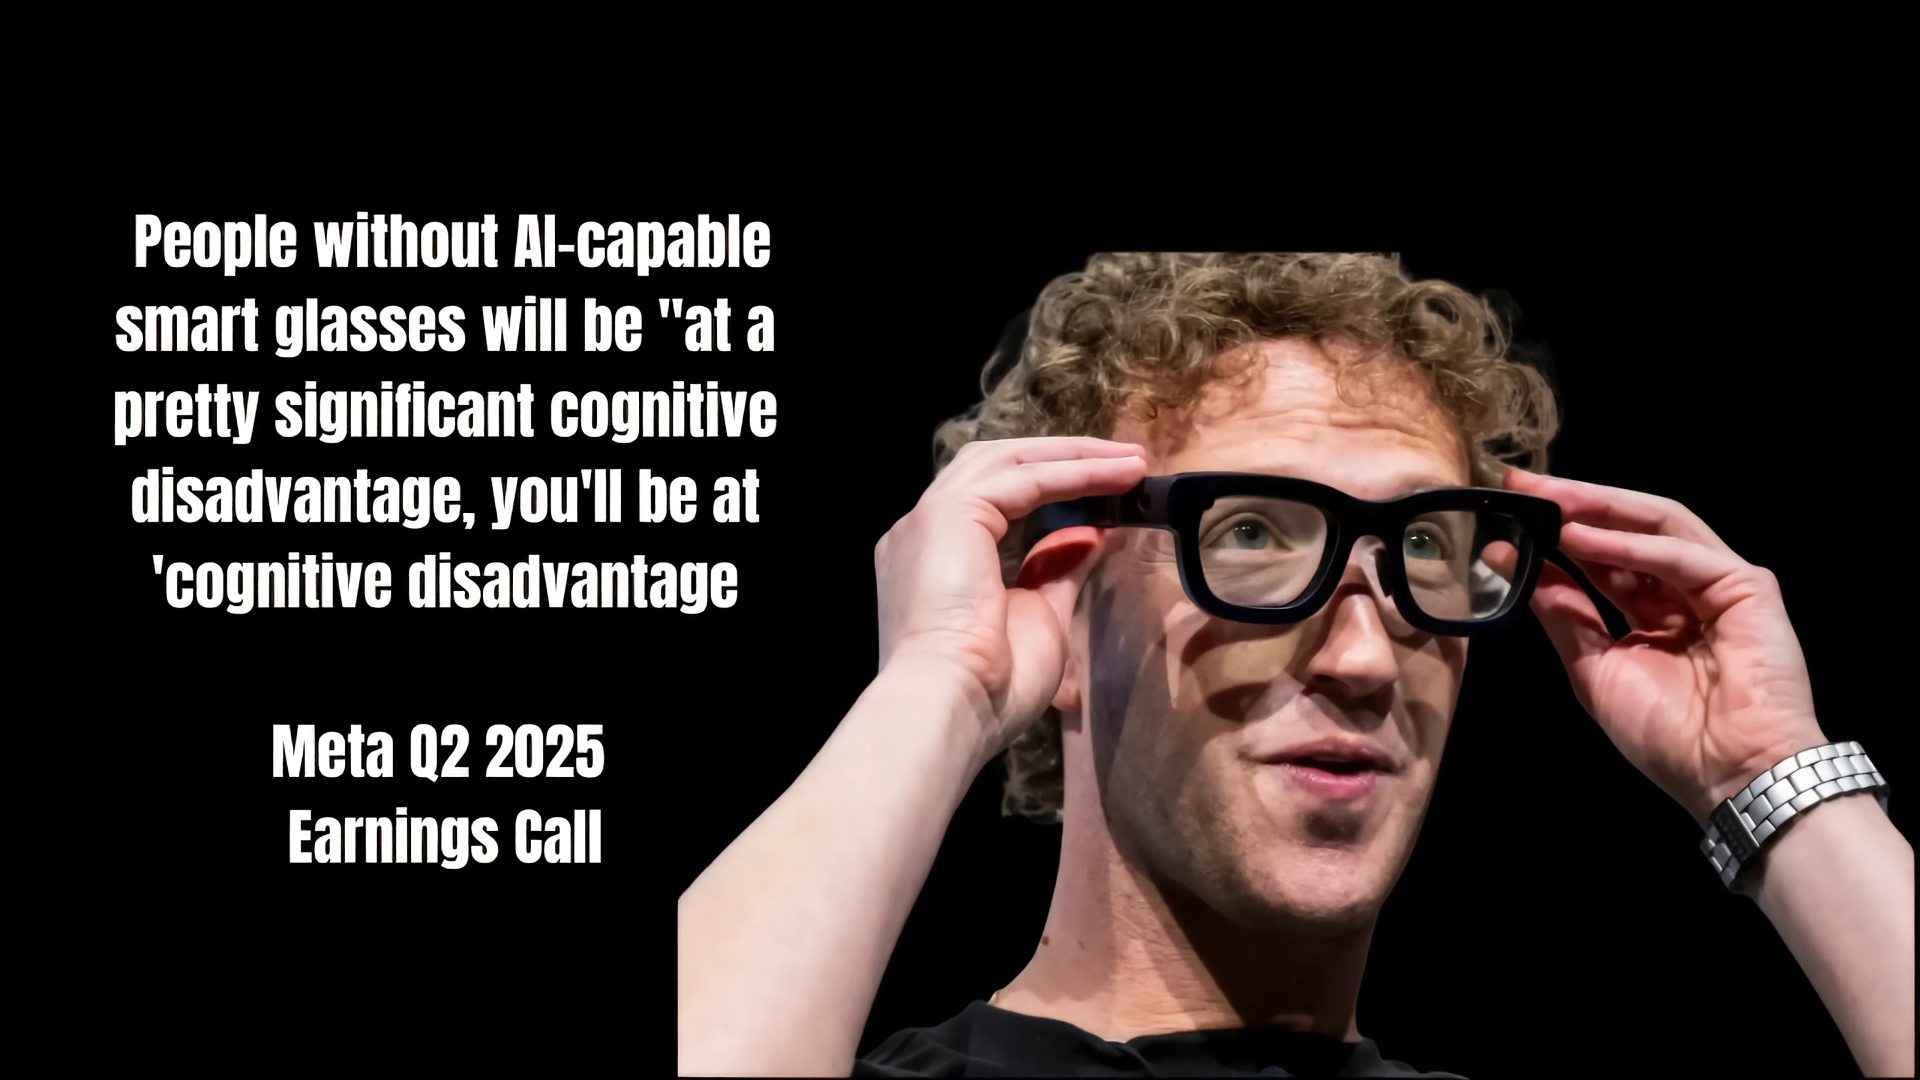 People without AI-capable
smart glasses will be "at a
pretty significant cognitive
disadvantage, you'll be at
'cognitive disadvantage
Meta Q2 2025
Earnings Call